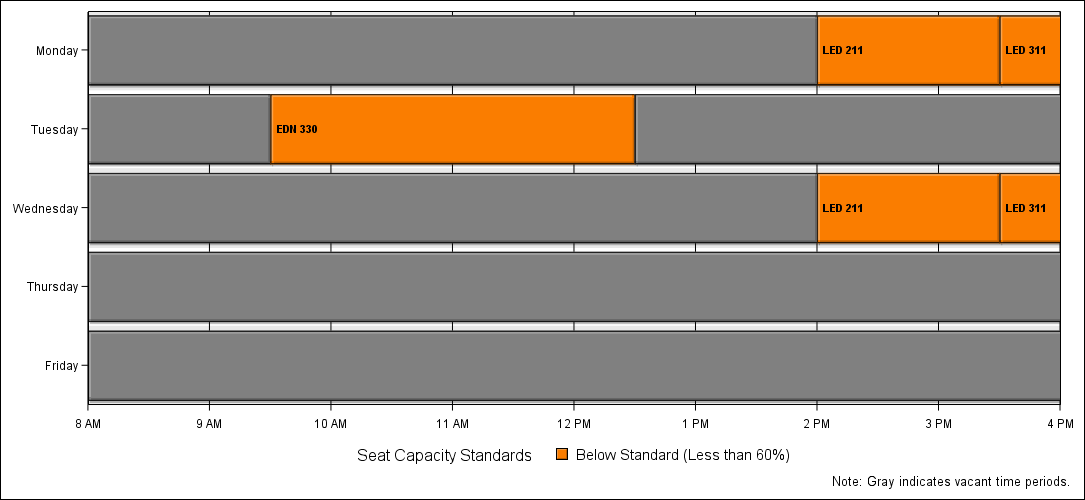 Monday
LED 211
LED 311
Tuesday
EDN 330
Wednesday
LED 211
LED 311
Thursday
Friday
8 AM
9 AM
10 AM
11 AM
12 PM
1 PM
2 PM
3 PM
4 PM
Seat Capacity Standards
Below Standard (Less than 60%)
Note: Gray indicates vacant time periods.